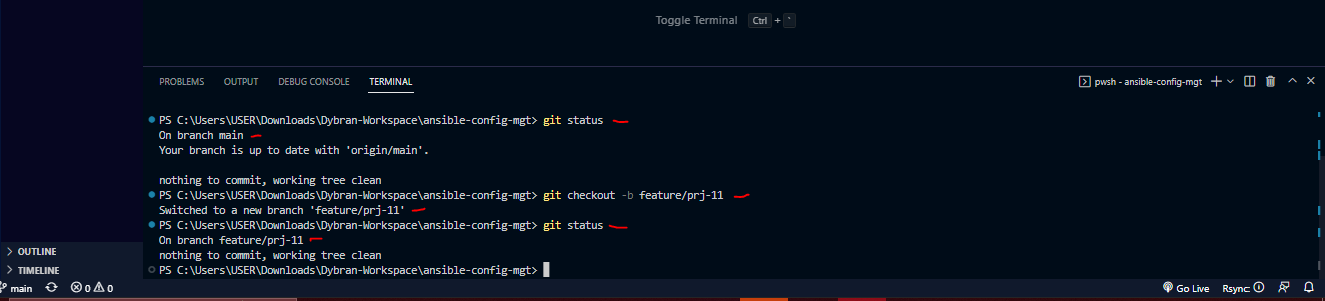 Toggle Terminal Ctrl + `
PROBLEMS OUTPUT DEBUG CONSOLE TERMINAL
pwsh - ansible-config-mgt
PS C:\Users\USER\Downloads\Dybran-Workspace\ansible-config-mgt> git status
On branch main
Your branch is up to date with 'origin/main'.
nothing to commit, working tree clean
PS C:\Users\USER\Downloads\Dybran-Workspace\ansible-config-mgt> git checkout -b feature/prj-11
Switched to a new branch 'feature/prj-11'
PS C:\Users\USER\Downloads\Dybran-Workspace\ansible-config-mgt> git status
On branch feature/prj-11
nothing to commit, working tree clean
PS C:\Users\USER\Downloads\Dybran-Workspace\ansible-config-mgt>
OUTLINE
TIMELINE
main 0 0 Go Live Rsync: